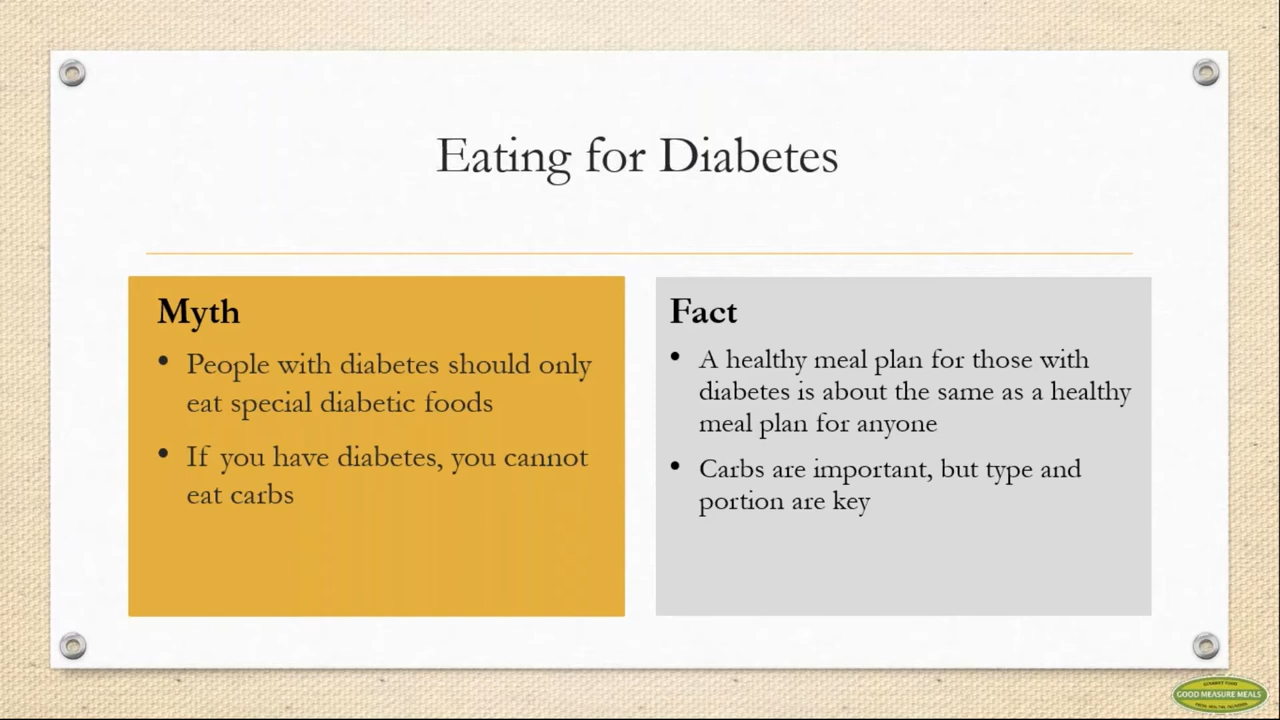 Eating for Diabetes
Myth
• People with diabetes should only
eat special diabetic foods
• If you have diabetes, you cannot
eat carbs
Fact
• A healthy meal plan for those with
diabetes is about the same as a healthy
meal plan for anyone
• Carbs are important, but type and
portion are key
GOURMET FOOD
GOOD MEASURE MEALS